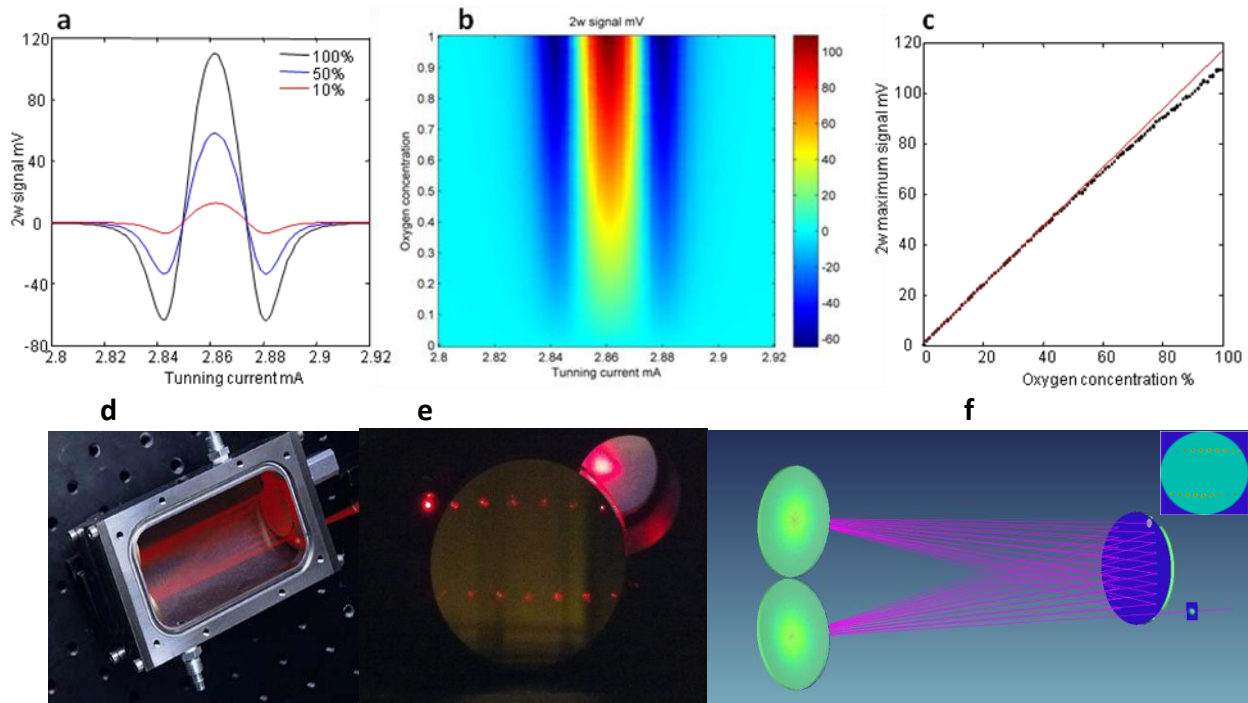 a
120
80
40
0
-40
-80
2w signal mV
100%
50%
10%
2.8 2.84 2.86 2.88 2.9 2.92
Tunning current mA
b
2w signal mV
1
0.9
0.8
0.7
0.6
0.5
0.4
0.3
0.2
0.1
0
Oxygen concentration
2.8 2.84 2.86 2.88 2.9 2.92
Tunning current mA
100
80
60
40
20
0
-20
-40
-60
c
120
100
80
60
40
20
0
2w maximum signal mV
0 20 40 60 80 100
Oxygen concentration %
d
e
f